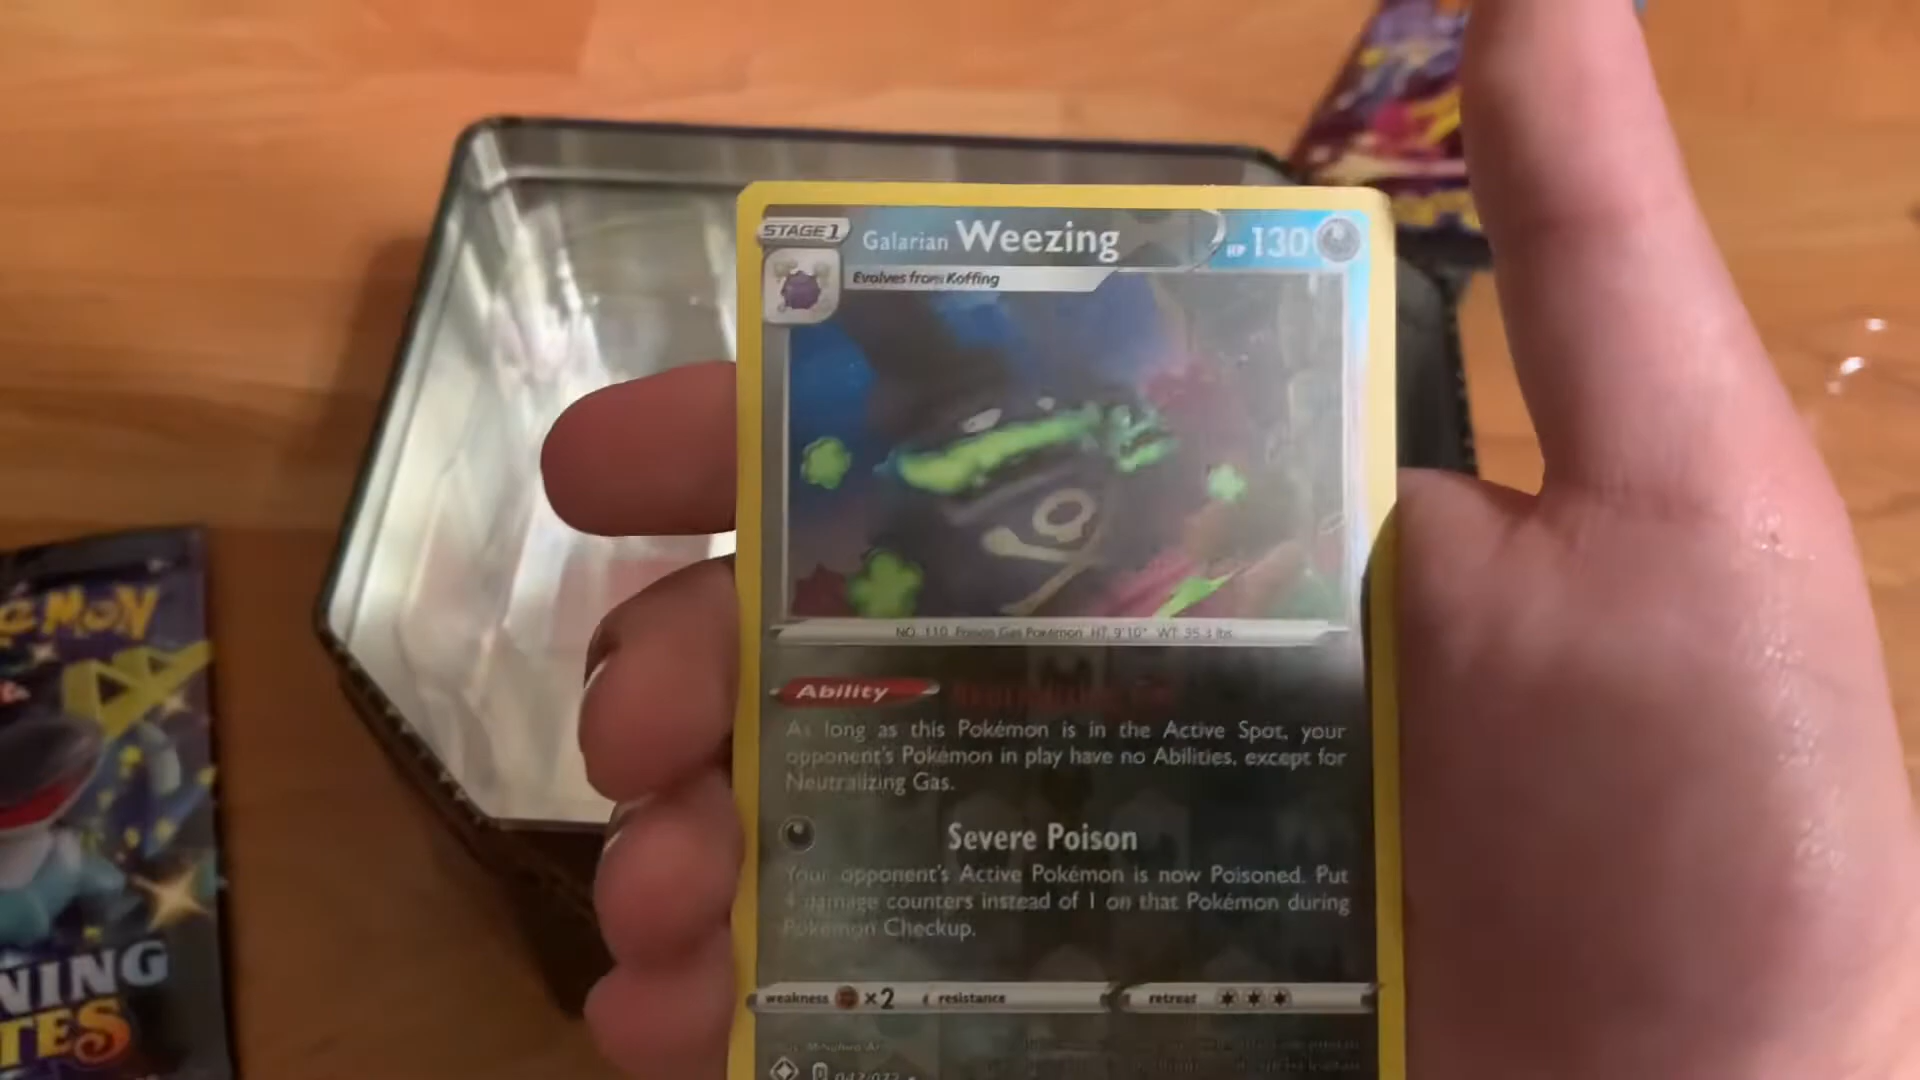 STAGE 1
Galarian Weezing
HP 130
Evolves from Koffing
NO. 110 Poison Gas Pokémon HT: 9'10" WT: 35.3 lbs.
Ability
As long as this Pokémon is in the Active Spot, your
opponent's Pokémon in play have no Abilities, except for
Neutralizing Gas.
Severe Poison
Your opponent's Active Pokémon is now Poisoned. Put
4 damage counters instead of 1 on that Pokémon during
Pokémon Checkup.
weakness ×2 resistance retreat
042/072
NING
TES